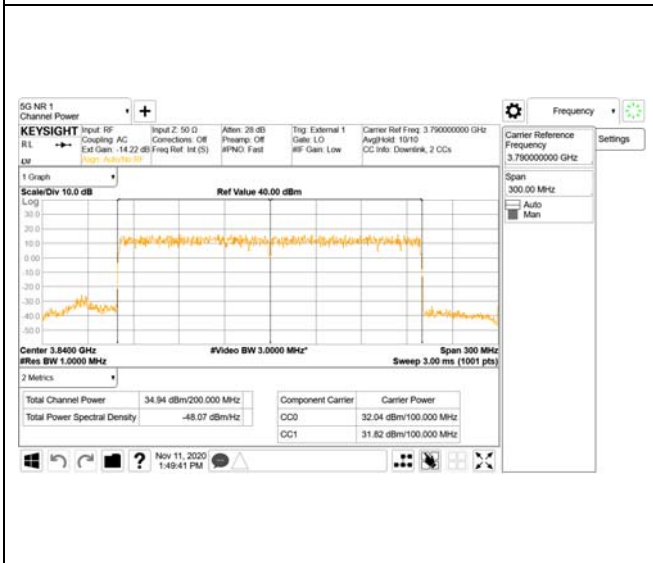 5G NR 1
Channel Power
Frequency
KEYSIGHT
RL
Input: RF
Coupling: AC
Ext Gain: -14.22 dB
Align: Auto/No RF
Input Z: 50 Ω
Corrections: Off
Freq Ref: Int (S)
Atten: 28 dB
Preamp: Off
#PNO: Fast
Trig: External 1
Gate: LO
#IF Gain: Low
Carrier Ref Freq: 3.790000000 GHz
Avg|Hold: 10/10
CC Info: Downlink, 2 CCs
Carrier Reference
Frequency
3.790000000 GHz
Settings
Span
300.00 MHz
Auto
Man
1 Graph
Scale/Div 10.0 dB
Ref Value 40.00 dBm
Log
30.0
20.0
10.0
0.00
-10.0
-20.0
-30.0
-40.0
-50.0
Center 3.8400 GHz
#Video BW 3.0000 MHz*
Span 300 MHz
#Res BW 1.0000 MHz
Sweep 3.00 ms (1001 pts)
2 Metrics
Total Channel Power 34.94 dBm/200.000 MHz
Total Power Spectral Density -48.07 dBm/Hz
Component Carrier Carrier Power
CC0 32.04 dBm/100.000 MHz
CC1 31.82 dBm/100.000 MHz
Nov 11, 2020
1:49:41 PM